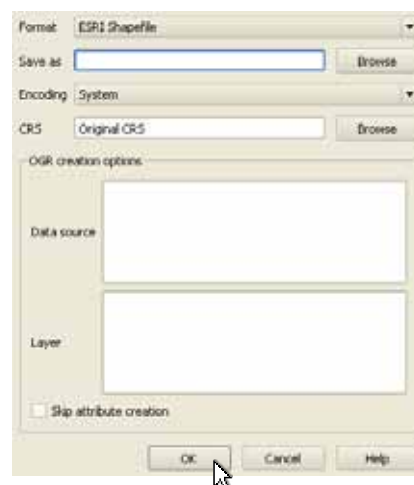 Format ESRI Shapefile
Save as Browse
Encoding System
CRS Original CRS Browse
OGR creation options
Data source
Layer
Skip attribute creation
OK Cancel Help